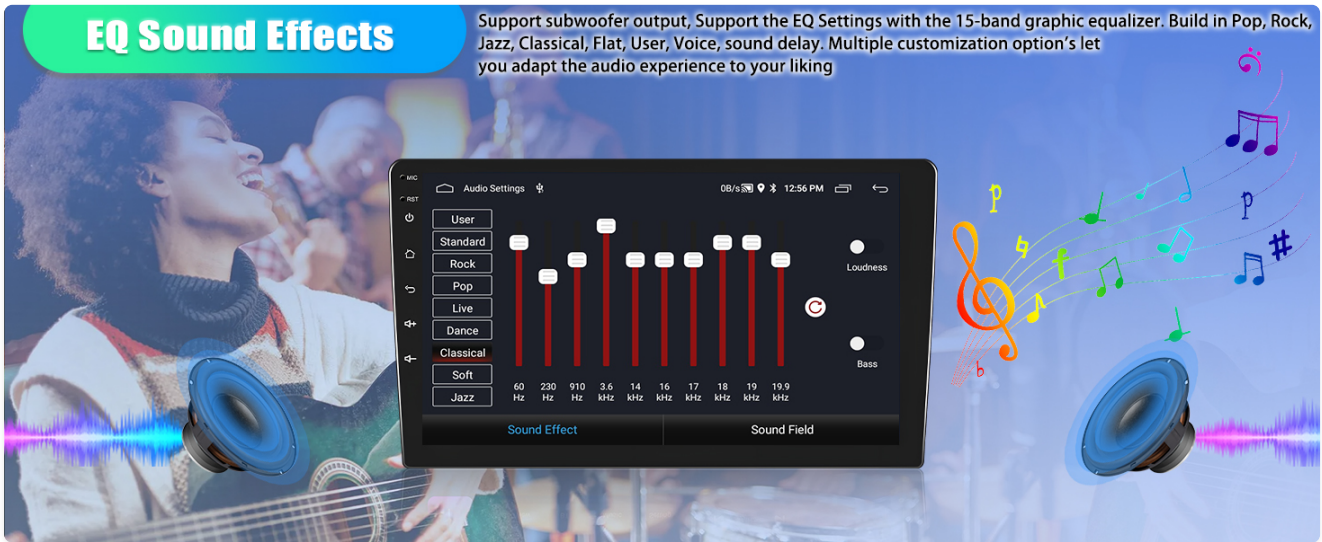 EQ Sound Effects
Support subwoofer output, Support the EQ Settings with the 15-band graphic equalizer. Build in Pop, Rock,
Jazz, Classical, Flat, User, Voice, sound delay. Multiple customization option's let
you adapt the audio experience to your liking
MIC
RST
Audio Settings
0B/s
12:56 PM
User
Standard
Rock
Pop
Live
Dance
Classical
Soft
Jazz
Loudness
Bass
60 230 910 3.6 14 16 17 18 19 19.9
Hz Hz Hz kHz kHz kHz kHz kHz kHz kHz
Sound Effect
Sound Field